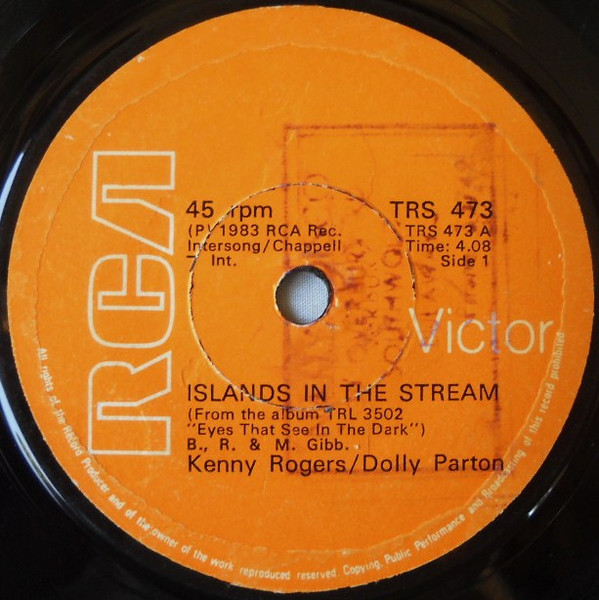 RCA
45 rpm
TRS 473
(P) 1983 RCA Rec.
TRS 473 A
Intersong/Chappell
Time: 4.08
Int.
Side 1
Victor
ISLANDS IN THE STREAM
(From the album TRL 3502
"Eyes That See In The Dark")
B., R. & M. Gibb.
Kenny Rogers/Dolly Parton
All rights of the Record Producer and of the owner of the work reproduced reserved. Copying, Public Performance and Broadcasting of this record prohibited